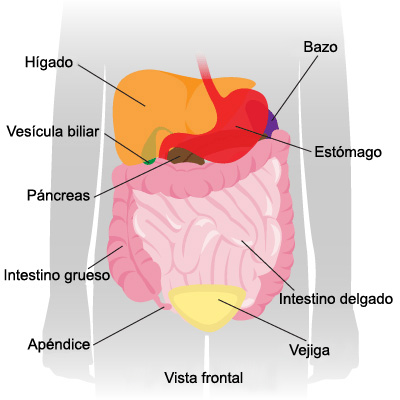 Bazo
Hígado
Vesícula biliar
Estómago
Páncreas
Intestino grueso
Intestino delgado
Apéndice
Vejiga
Vista frontal